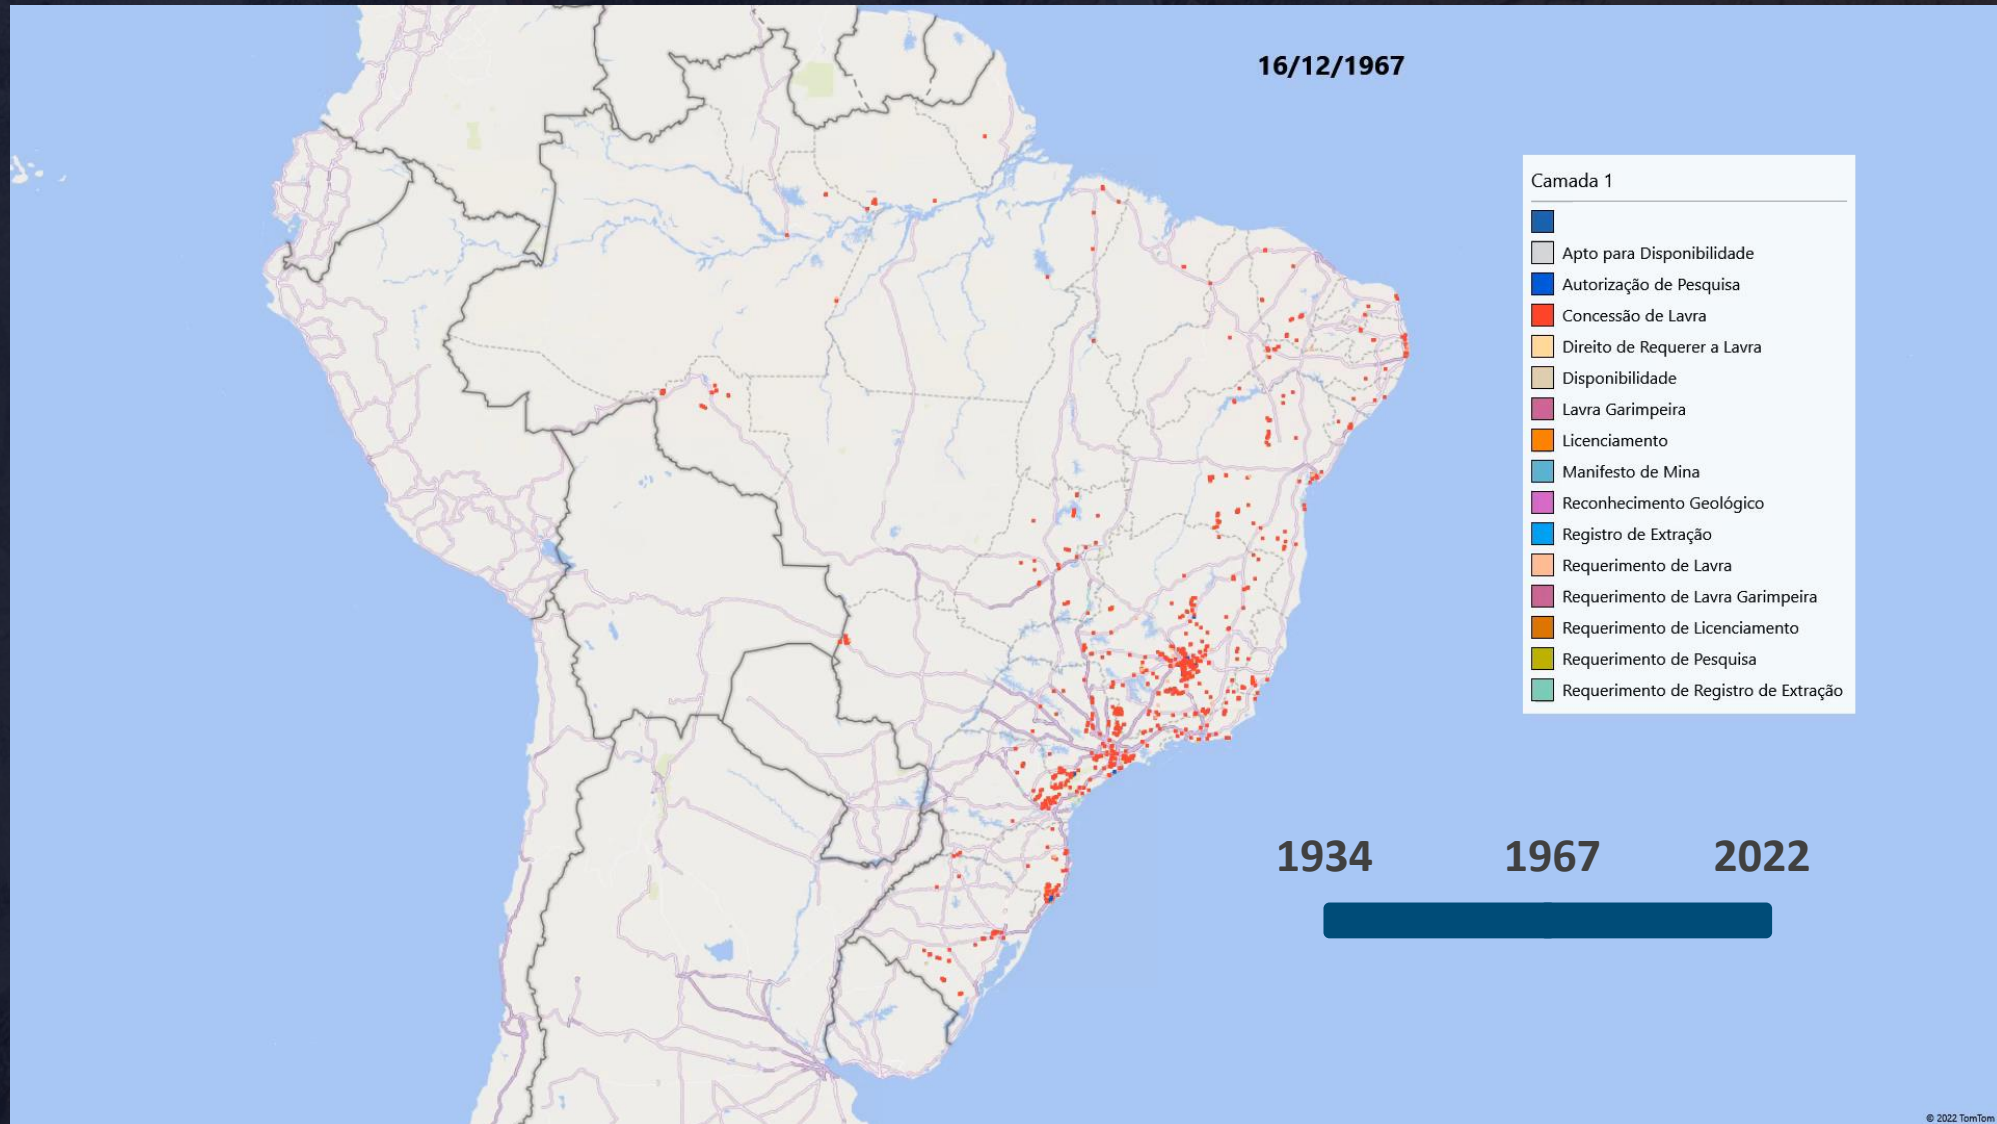 16/12/1967
Camada 1
Apto para Disponibilidade
Autorização de Pesquisa
Concessão de Lavra
Direito de Requerer a Lavra
Disponibilidade
Lavra Garimpeira
Licenciamento
Manifesto de Mina
Reconhecimento Geológico
Registro de Extração
Requerimento de Lavra
Requerimento de Lavra Garimpeira
Requerimento de Licenciamento
Requerimento de Pesquisa
Requerimento de Registro de Extração
1934 1967 2022
© 2022 TomTom